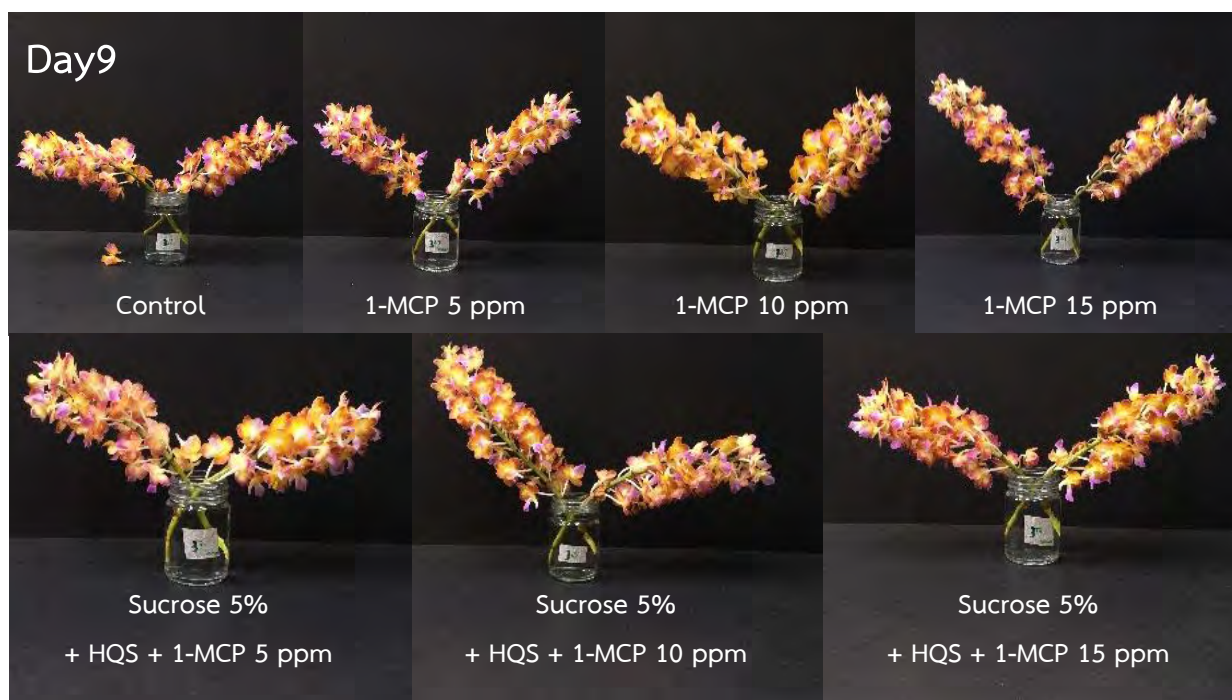 Day9
Control
1-MCP 5 ppm
1-MCP 10 ppm
1-MCP 15 ppm
Sucrose 5%
+ HQS + 1-MCP 5 ppm
Sucrose 5%
+ HQS + 1-MCP 10 ppm
Sucrose 5%
+ HQS + 1-MCP 15 ppm